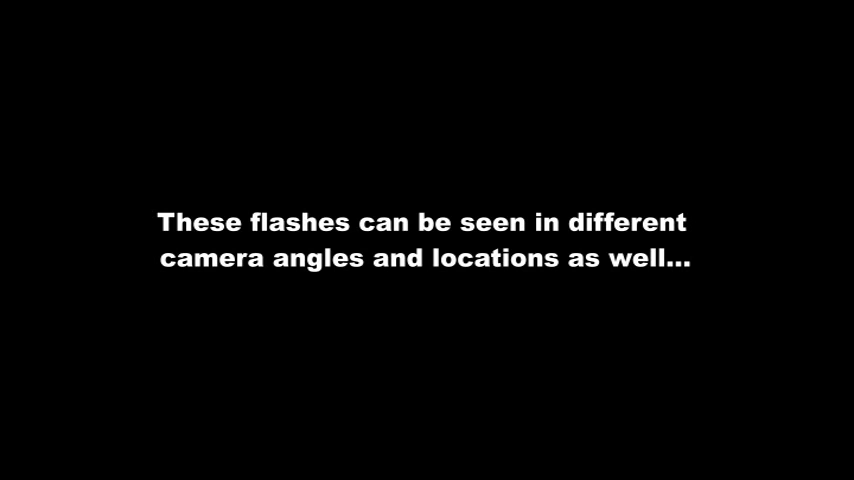 These flashes can be seen in different
camera angles and locations as well...